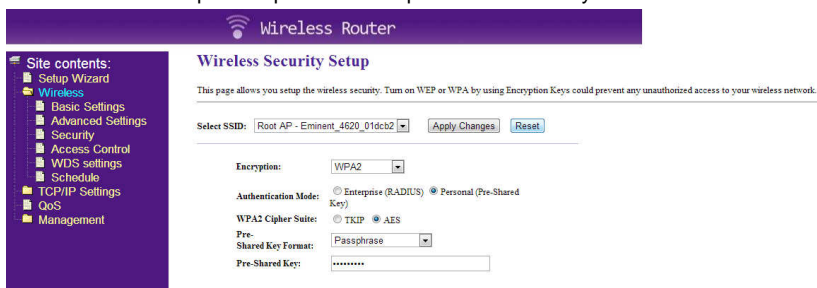 Wireless Router
Site contents:
Setup Wizard
Wireless
Basic Settings
Advanced Settings
Security
Access Control
WDS settings
Schedule
TCP/IP Settings
QoS
Management
Wireless Security Setup
This page allows you setup the wireless security. Turn on WEP or WPA by using Encryption Keys could prevent any unauthorized access to your wireless network.
Select SSID: Root AP - Eminent_4620_01dcb2 Apply Changes Reset
Encryption: WPA2
Authentication Mode: Enterprise (RADIUS) Personal (Pre-Shared
Key)
WPA2 Cipher Suite: TKIP AES
Pre-
Shared Key Format: Passphrase
Pre-Shared Key: •••••••••